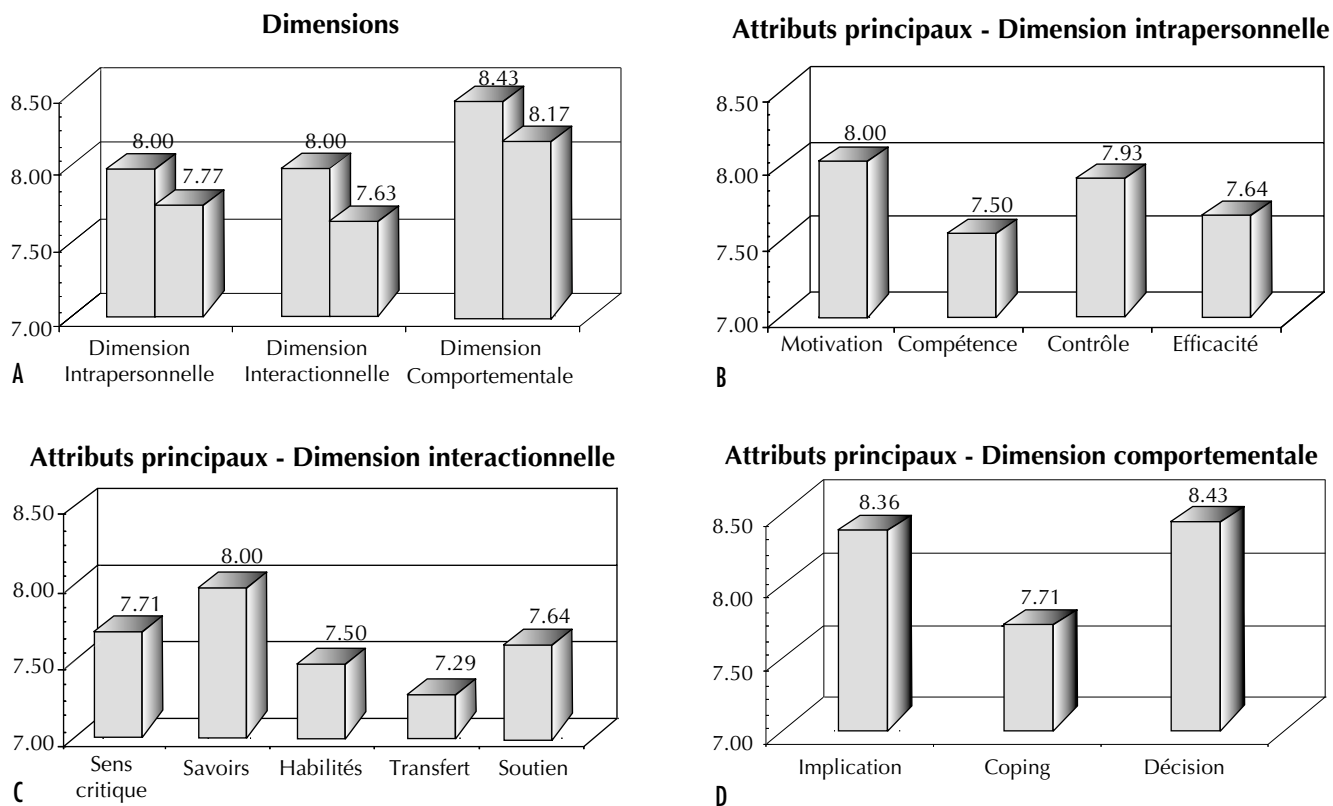 Dimensions
8.50
8.00
7.50
7.00
8.00
7.77
8.00
7.63
8.43
8.17
Dimension
Intrapersonnelle
Dimension
Interactionnelle
Dimension
Comportementale
A
Attributs principaux - Dimension intrapersonnelle
8.50
8.00
7.50
7.00
8.00
7.50
7.93
7.64
Motivation
Compétence
Contrôle
Efficacité
B
Attributs principaux - Dimension interactionnelle
8.50
8.00
7.50
7.00
7.71
8.00
7.50
7.29
7.64
Sens
critique
Savoirs
Habilités
Transfert
Soutien
C
Attributs principaux - Dimension comportementale
8.50
8.00
7.50
7.00
8.36
7.71
8.43
Implication
Coping
Décision
D